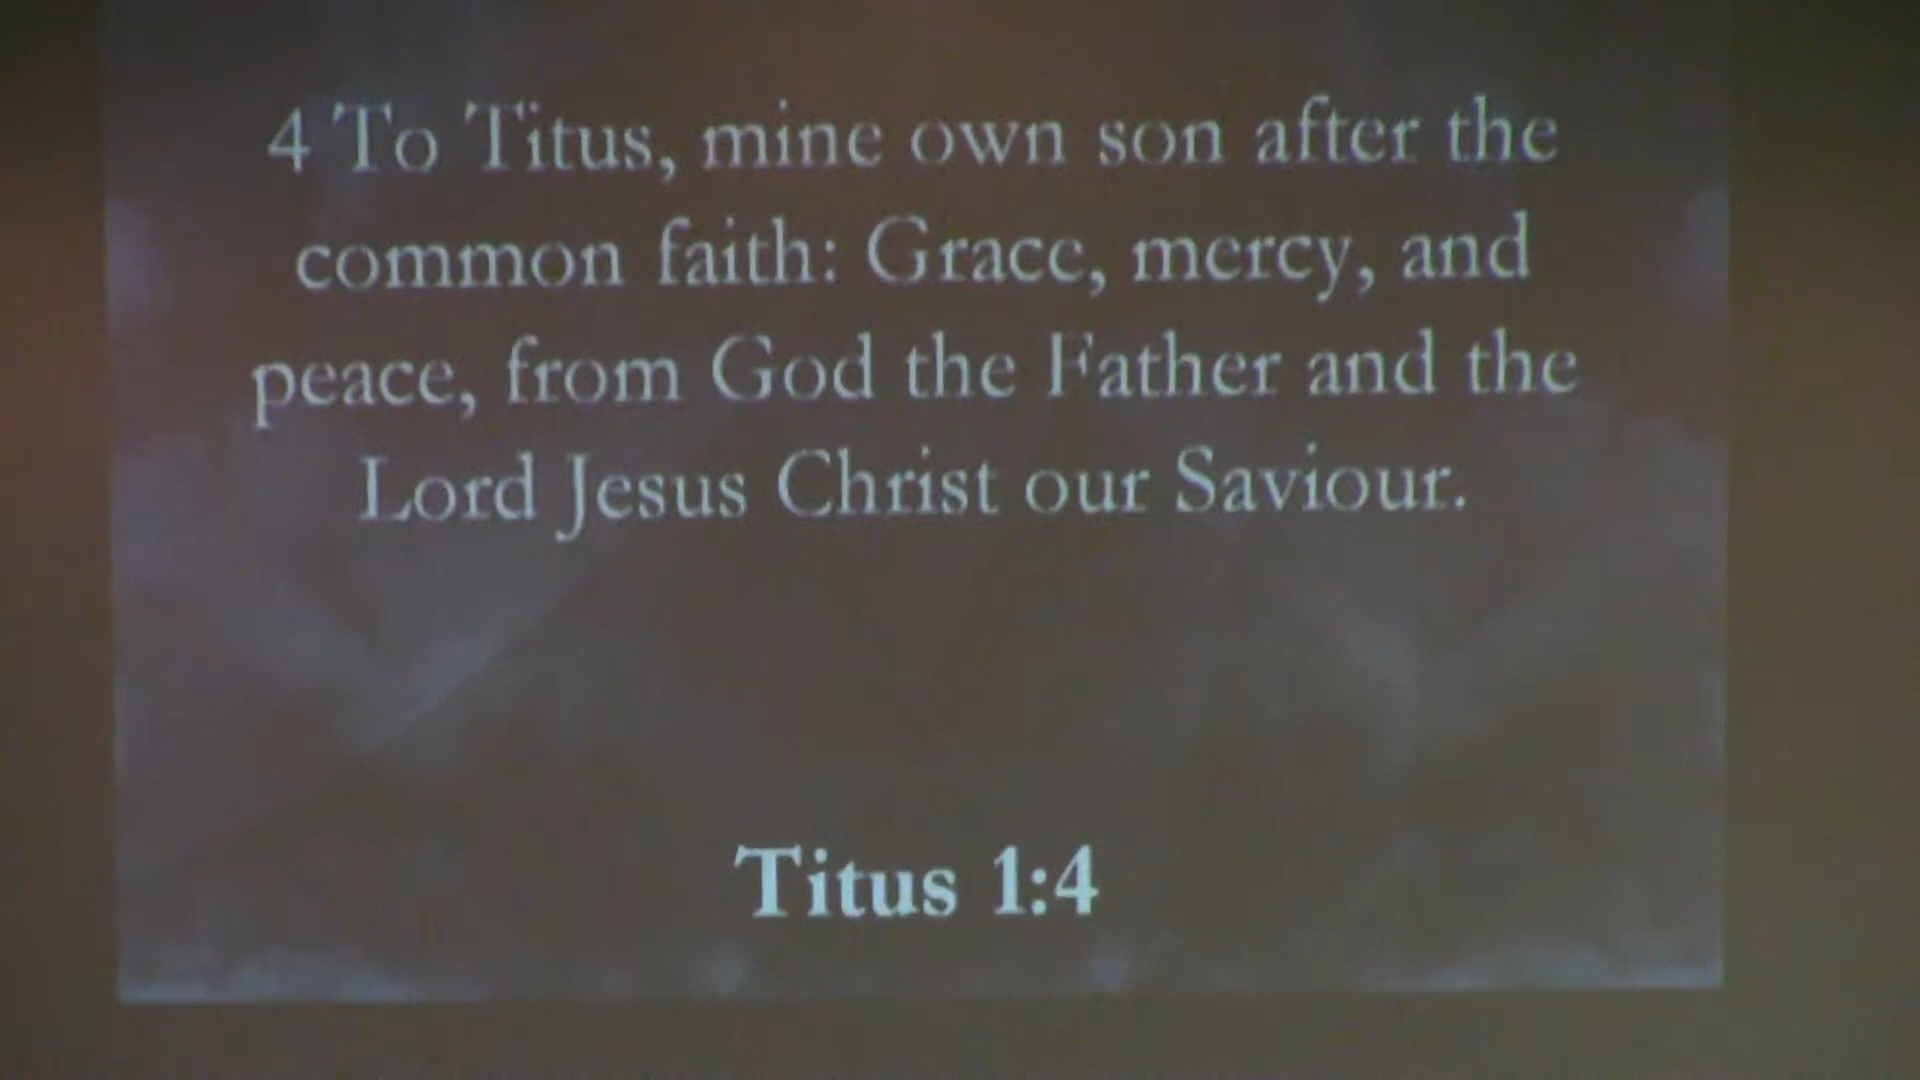 4 To Titus, mine own son after the
common faith: Grace, mercy, and
peace, from God the Father and the
Lord Jesus Christ our Saviour.
Titus 1:4